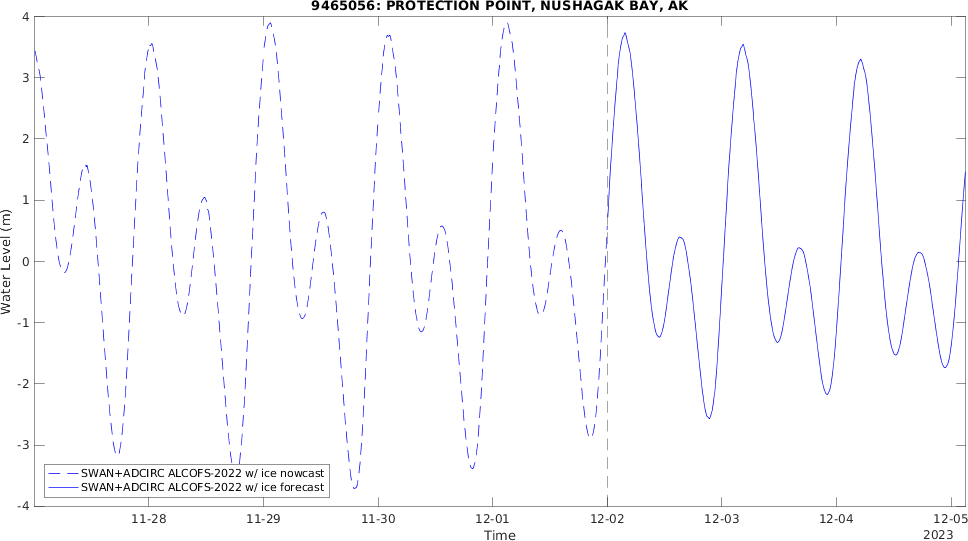 9465056: PROTECTION POINT, NUSHAGAK BAY, AK
4
3
2
1
0
-1
-2
-3
-4
Water Level (m)
SWAN+ADCIRC ALCOFS-2022 w/ ice nowcast
SWAN+ADCIRC ALCOFS-2022 w/ ice forecast
11-28 11-29 11-30 12-01 12-02 12-03 12-04 12-05
Time
2023